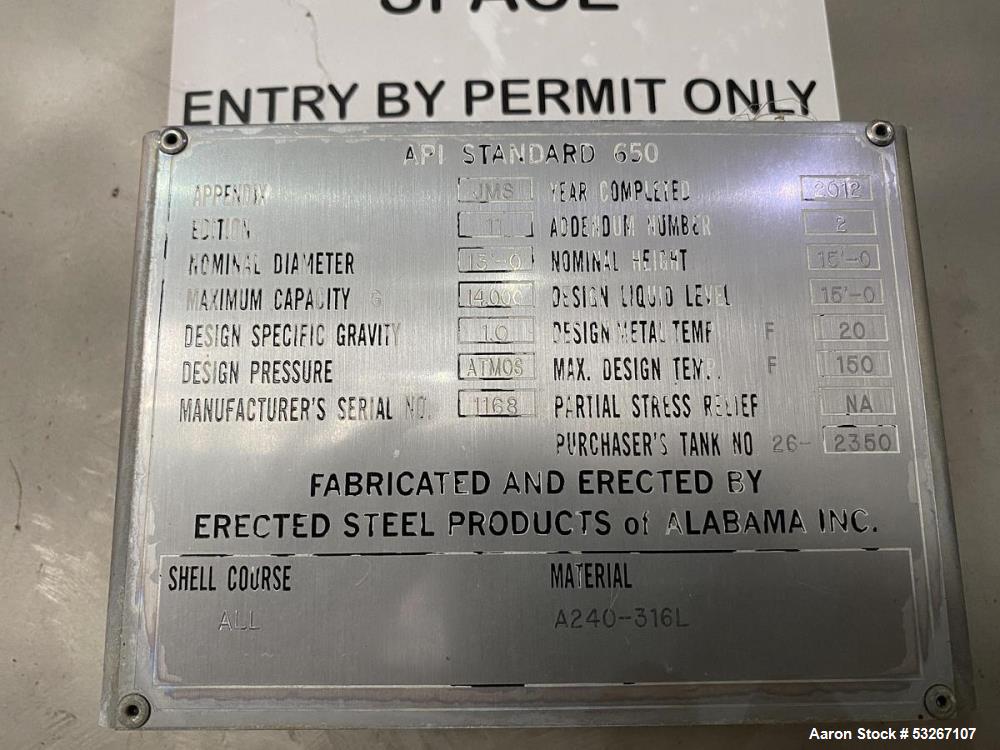 SPACE
ENTRY BY PERMIT ONLY
API STANDARD 650
APPENDIX JMS YEAR COMPLETED 2012
EDITION 11 ADDENDUM NUMBER 2
NOMINAL DIAMETER 13'-0 NOMINAL HEIGHT 15'-0
MAXIMUM CAPACITY G 14,000 DESIGN LIQUID LEVEL 15'-0
DESIGN SPECIFIC GRAVITY 1.0 DESIGN METAL TEMP F 20
DESIGN PRESSURE ATMOS MAX. DESIGN TEMP. F 150
MANUFACTURER'S SERIAL NO. 1168 PARTIAL STRESS RELIEF NA
PURCHASER'S TANK NO 26- 2350
FABRICATED AND ERECTED BY
ERECTED STEEL PRODUCTS of ALABAMA INC.
SHELL COURSE MATERIAL
ALL A240-316L
Aaron Stock # 53267107